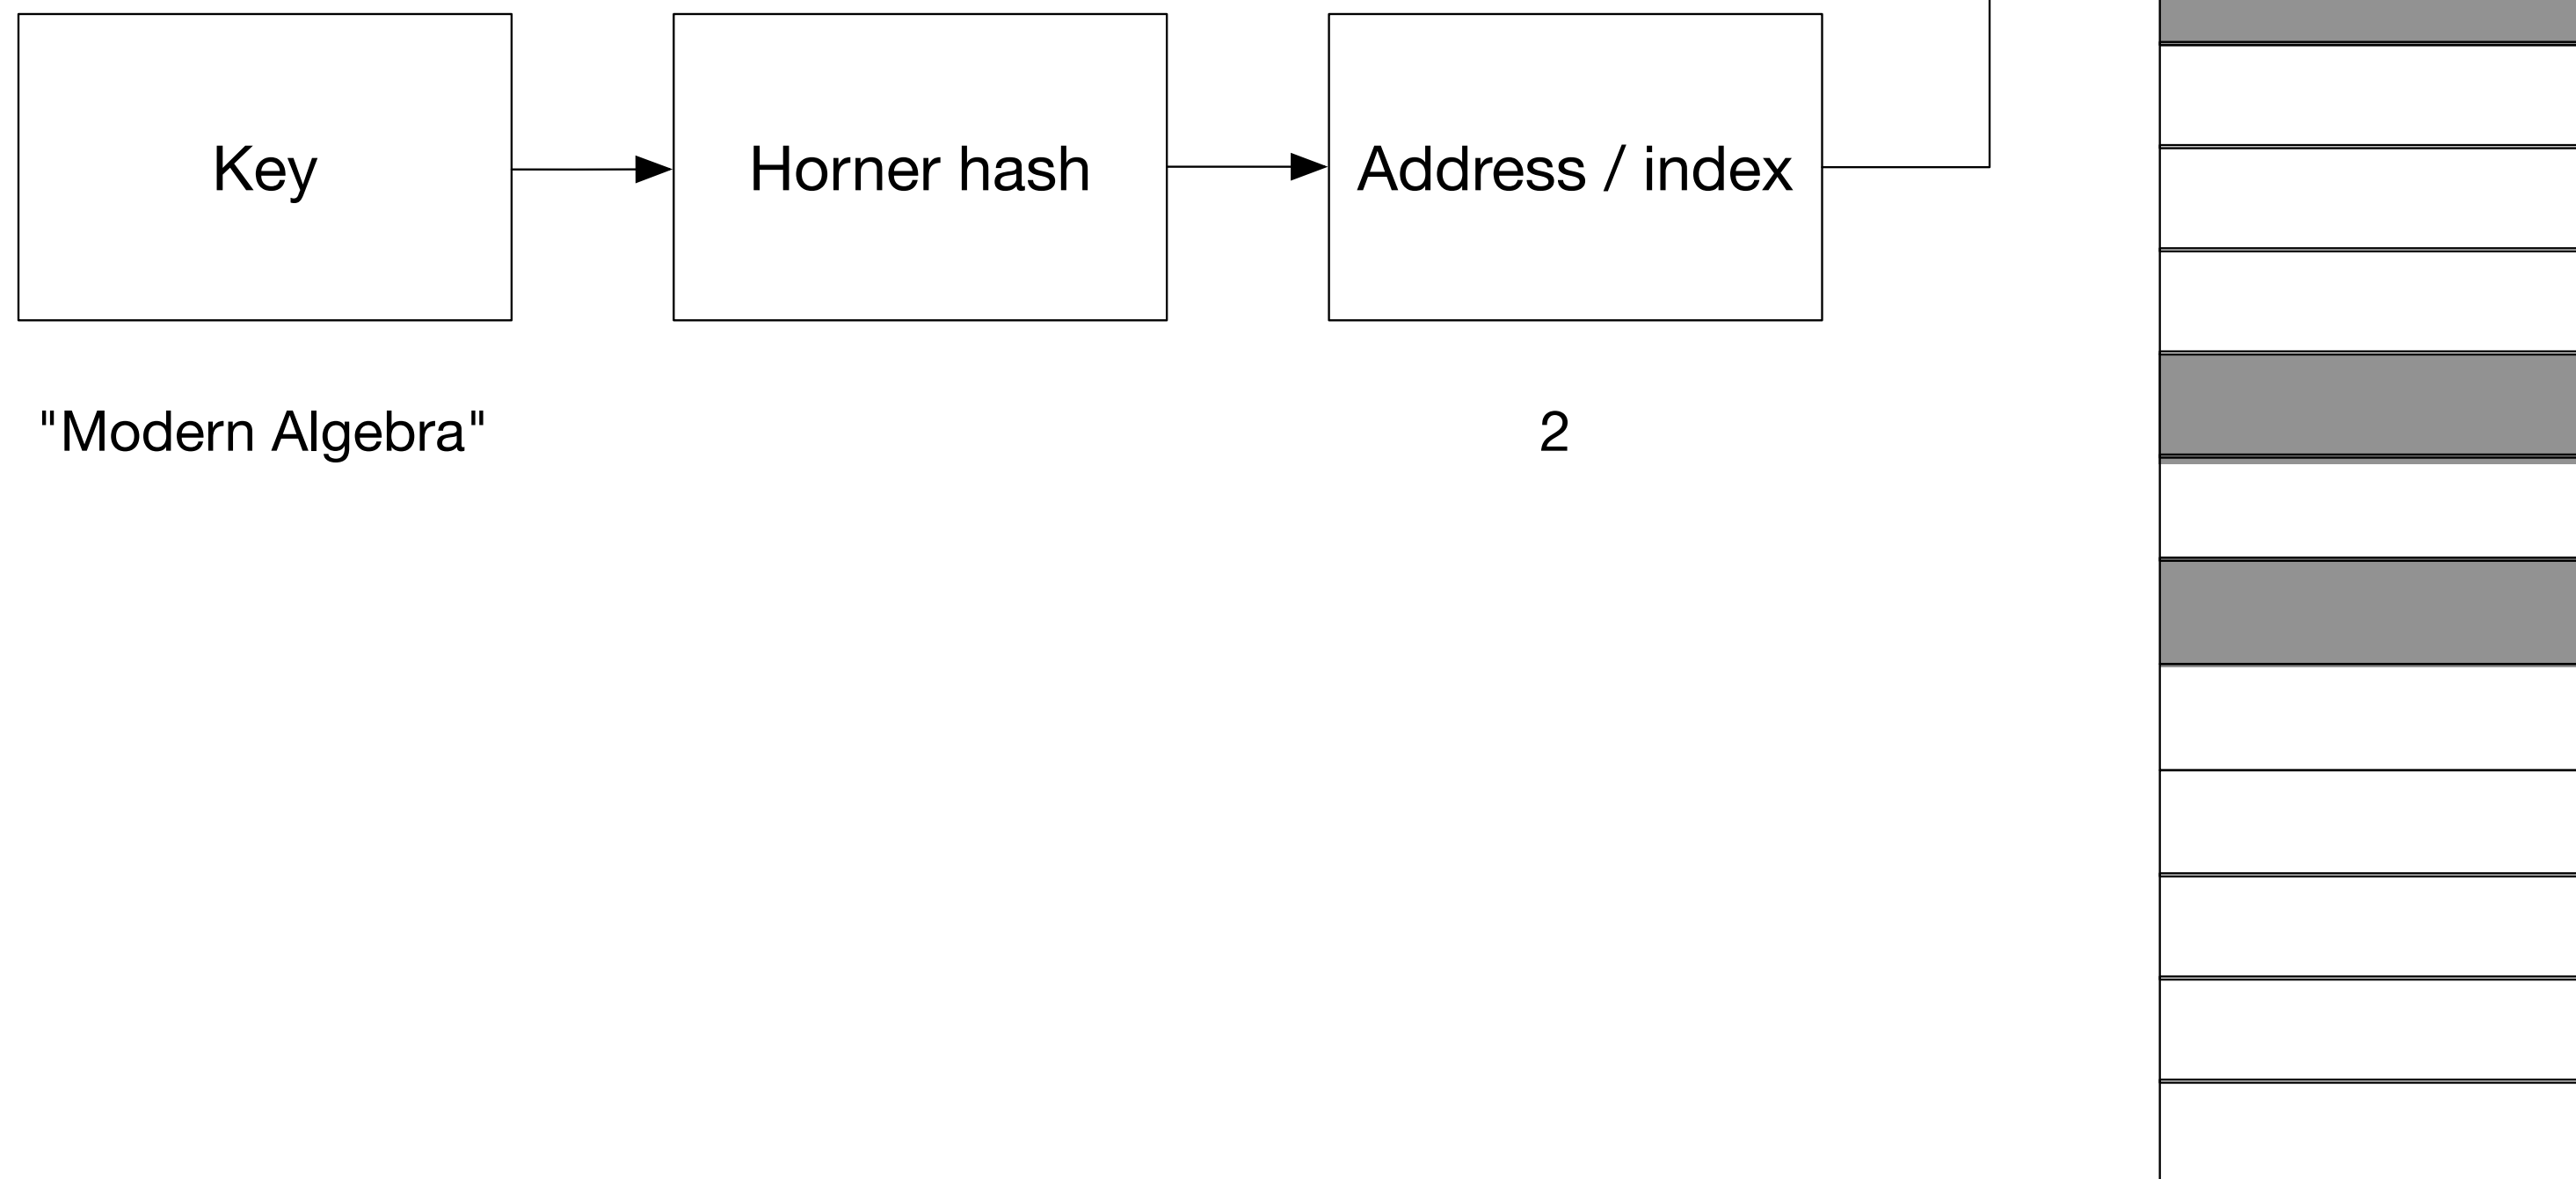 Key
Horner hash
Address / index
"Modern Algebra"
2